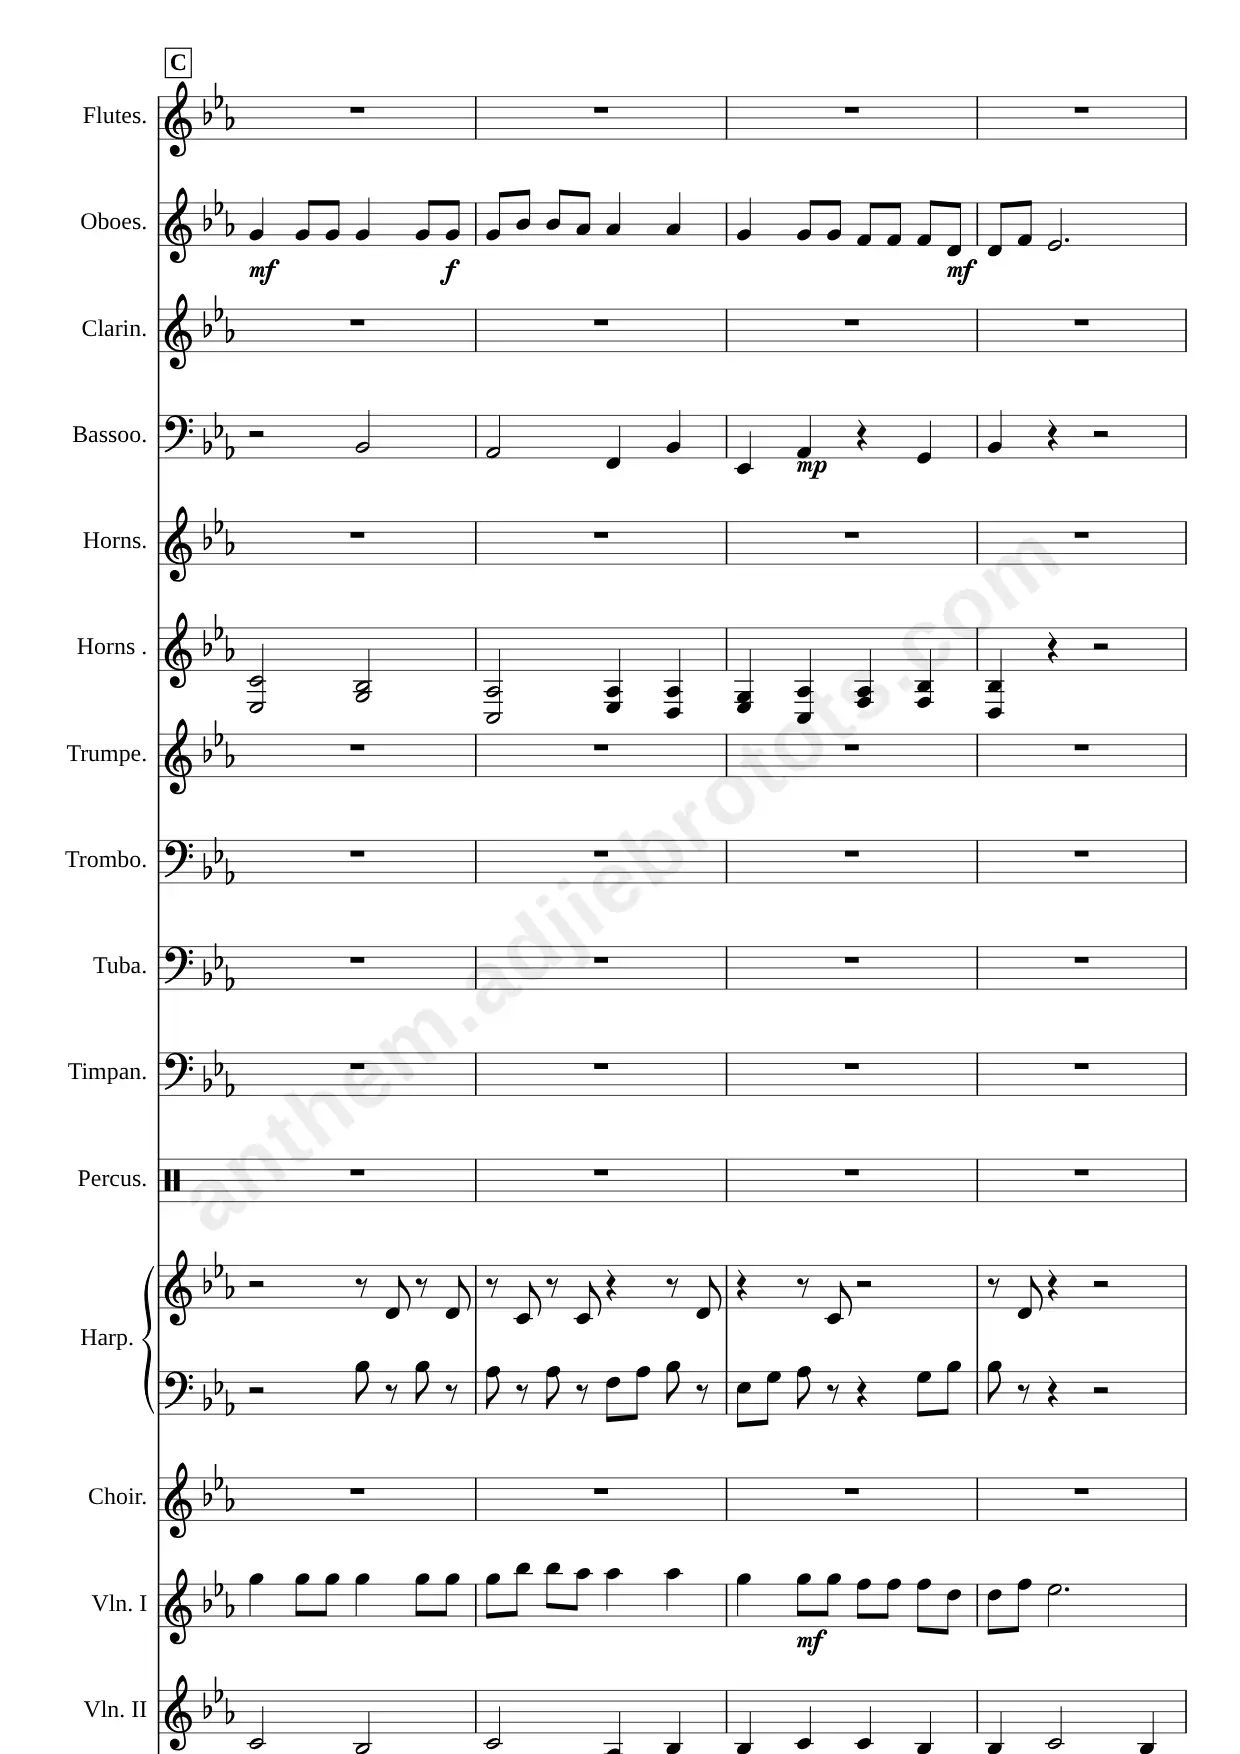 C
Flutes.
Oboes.
mf f mf
Clarin.
Bassoo.
mp
Horns.
Horns .
Trumpe.
Trombo.
Tuba.
Timpan.
Percus.
Harp.
Choir.
Vln. I
mf
Vln. II
anthem.adjiebrotots.com